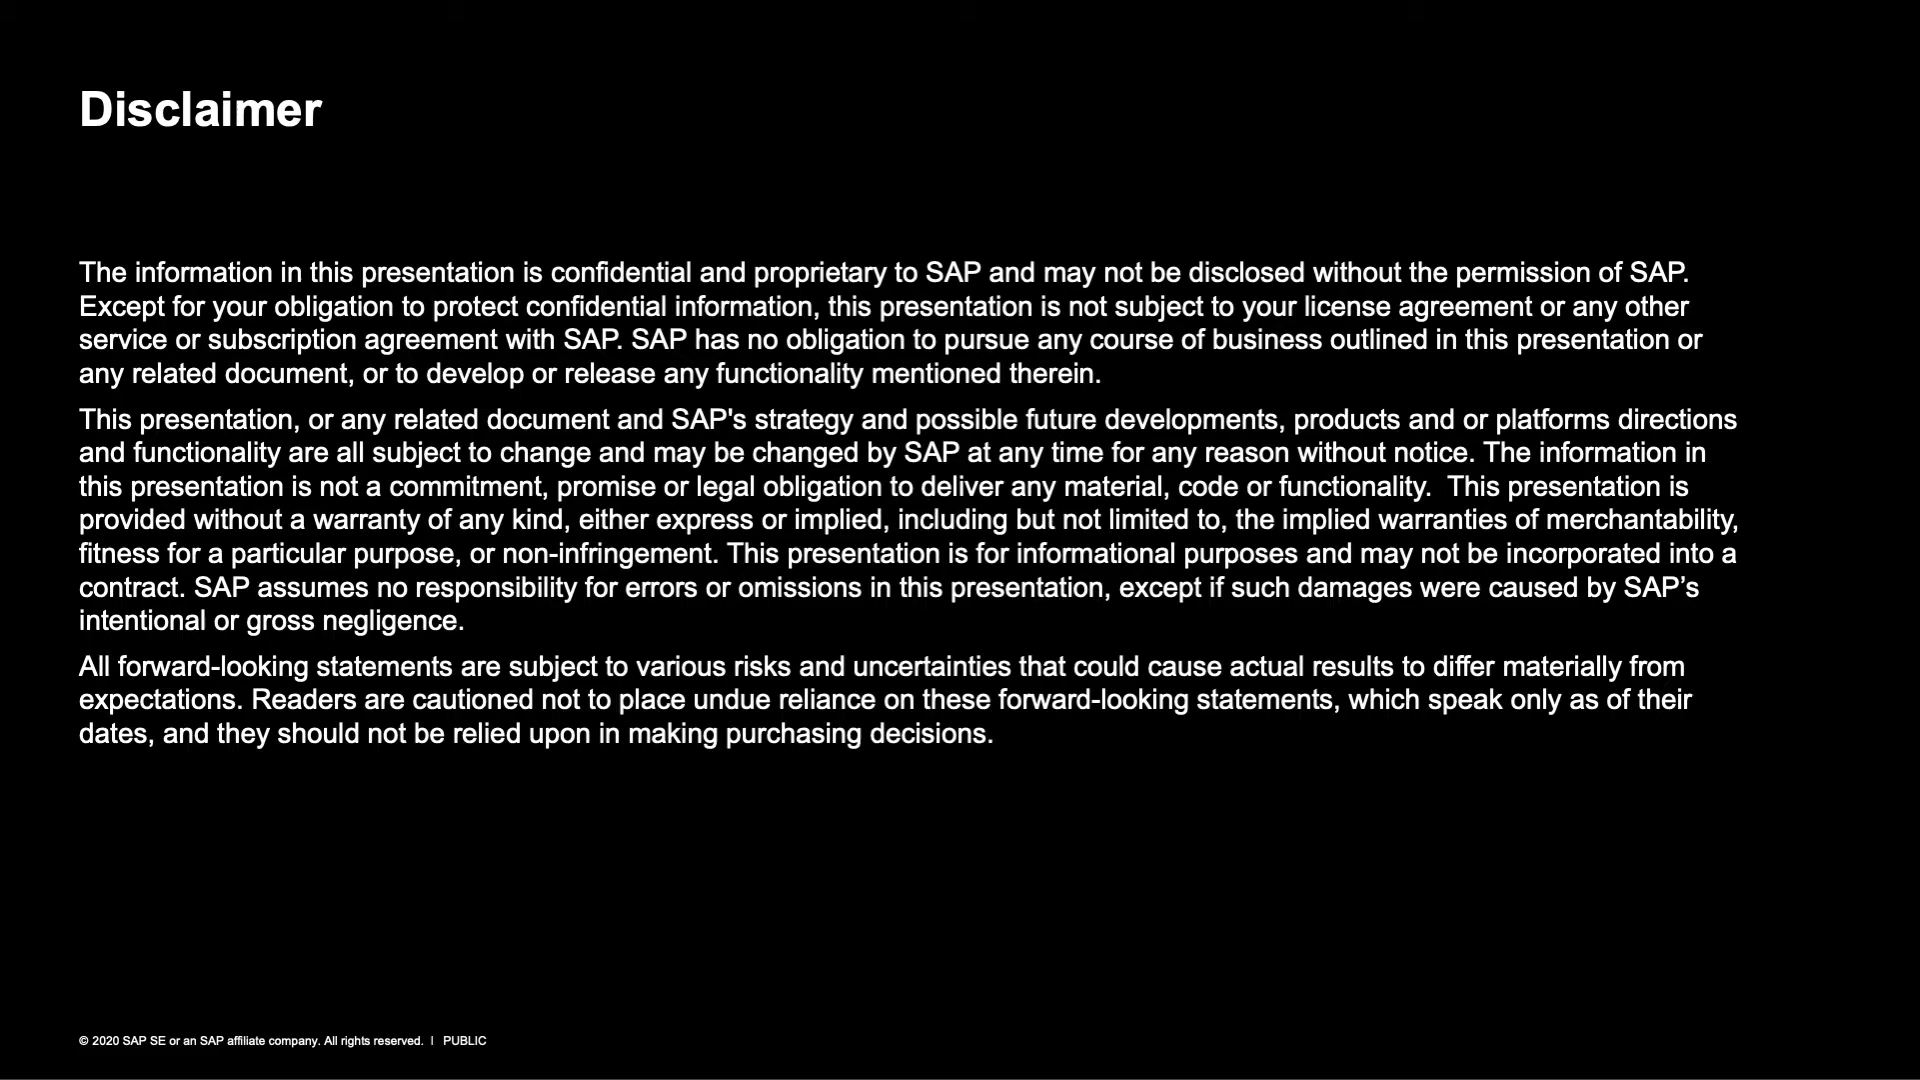 Disclaimer
The information in this presentation is confidential and proprietary to SAP and may not be disclosed without the permission of SAP.
Except for your obligation to protect confidential information, this presentation is not subject to your license agreement or any other
service or subscription agreement with SAP. SAP has no obligation to pursue any course of business outlined in this presentation or
any related document, or to develop or release any functionality mentioned therein.
This presentation, or any related document and SAP's strategy and possible future developments, products and or platforms directions
and functionality are all subject to change and may be changed by SAP at any time for any reason without notice. The information in
this presentation is not a commitment, promise or legal obligation to deliver any material, code or functionality.  This presentation is
provided without a warranty of any kind, either express or implied, including but not limited to, the implied warranties of merchantability,
fitness for a particular purpose, or non-infringement. This presentation is for informational purposes and may not be incorporated into a
contract. SAP assumes no responsibility for errors or omissions in this presentation, except if such damages were caused by SAP’s
intentional or gross negligence.
All forward-looking statements are subject to various risks and uncertainties that could cause actual results to differ materially from
expectations. Readers are cautioned not to place undue reliance on these forward-looking statements, which speak only as of their
dates, and they should not be relied upon in making purchasing decisions.
© 2020 SAP SE or an SAP affiliate company. All rights reserved. I PUBLIC